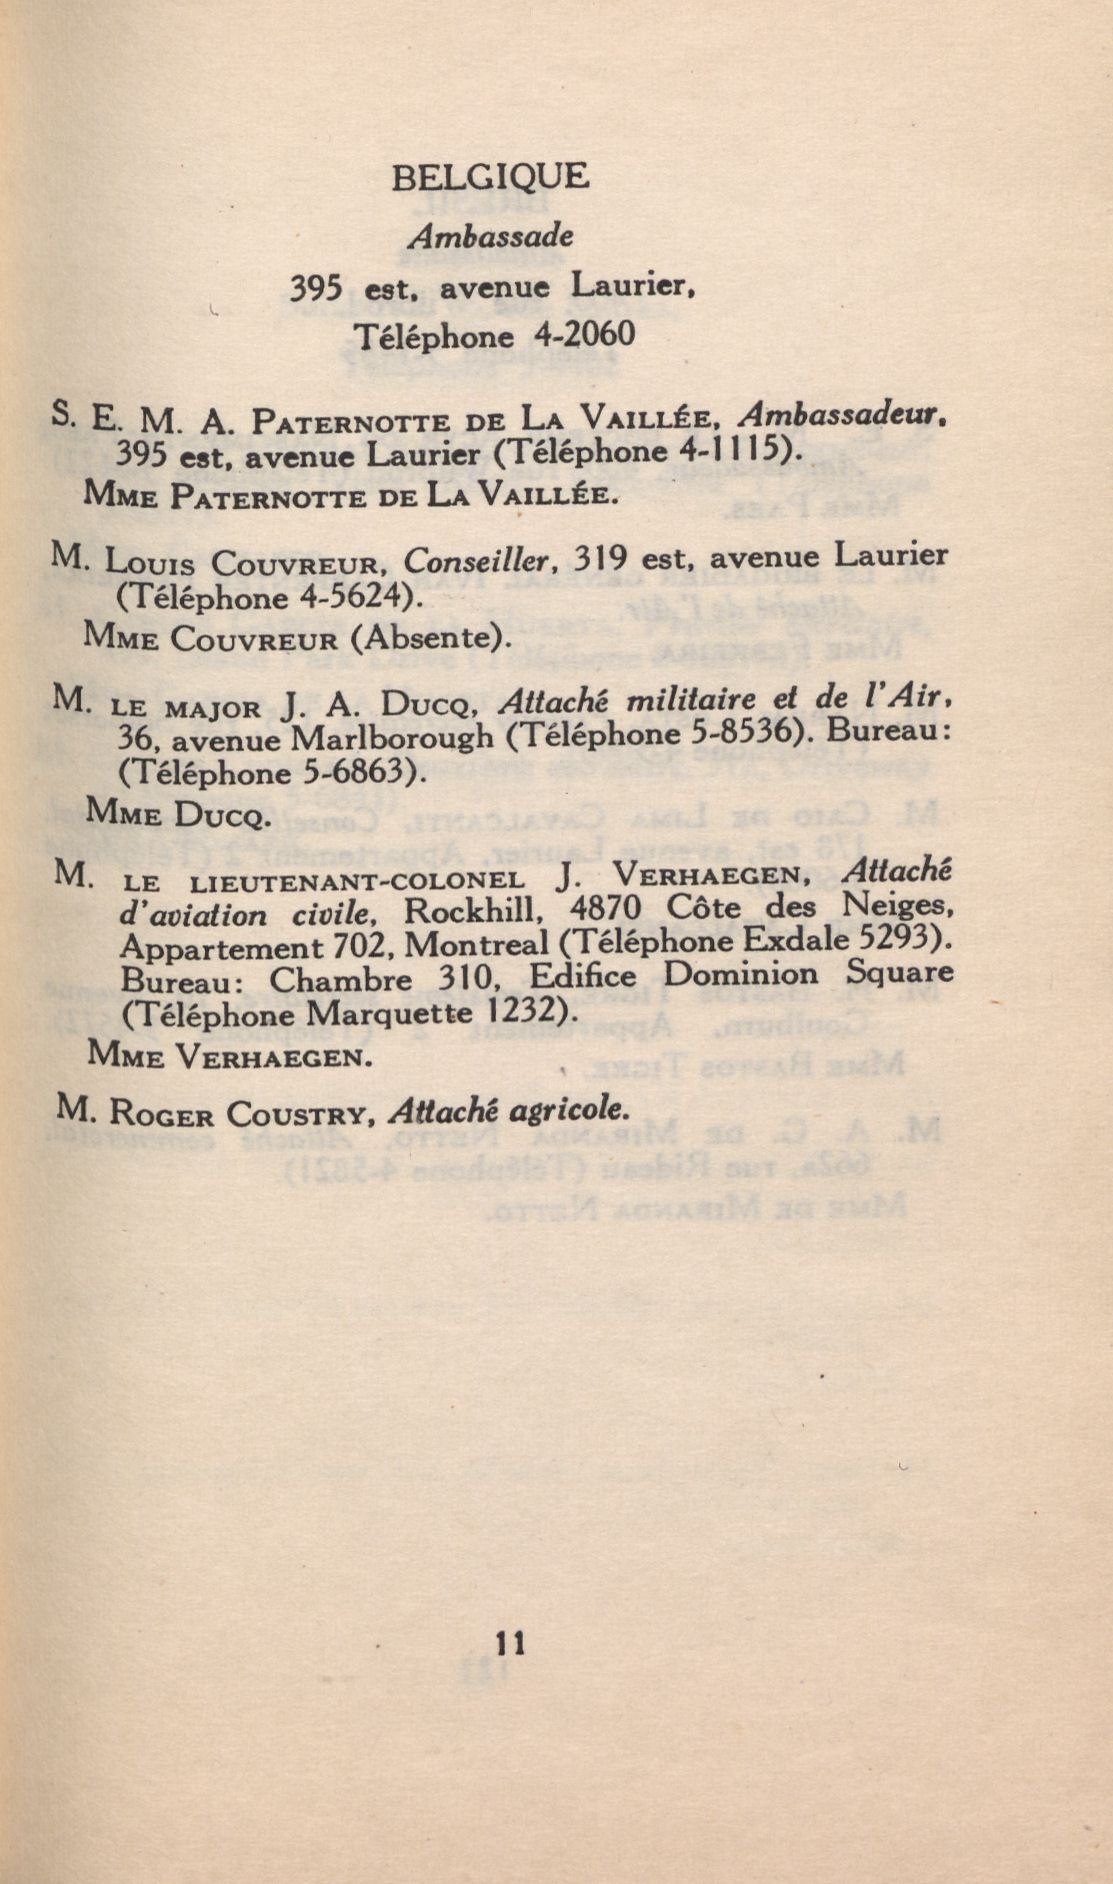 BELGIQUE
Ambassade
395 est, avenue Laurier,
Téléphone 4-2060
S. E. M. A. PATERNOTTE DE LA VAILLÉE, Ambassadeur,
395 est, avenue Laurier (Téléphone 4-1115).
MME PATERNOTTE DE LA VAILLÉE.
M. LOUIS COUVREUR, Conseiller, 319 est, avenue Laurier
(Téléphone 4-5624).
MME COUVREUR (Absente).
M. LE MAJOR J. A. DUCQ, Attaché militaire et de l'Air,
36, avenue Marlborough (Téléphone 5-8536). Bureau:
(Téléphone 5-6863).
MME DUCQ.
M. LE LIEUTENANT-COLONEL J. VERHAEGEN, Attaché
d'aviation civile, Rockhill, 4870 Côte des Neiges,
Appartement 702, Montreal (Téléphone Exdale 5293).
Bureau: Chambre 310, Edifice Dominion Square
(Téléphone Marquette 1232).
MME VERHAEGEN.
M. ROGER COUSTRY, Attaché agricole.
11